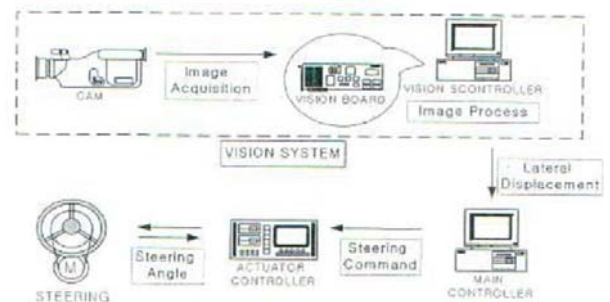 CAM
Image
Acquisition
VISION BOARD
VISION SCONTROLLER
Image Process
VISION SYSTEM
Lateral
Displacement
STEERING
M
Steering
Angle
ACTUATOR
CONTROLLER
Steering
Command
MAIN
CONTROLLER